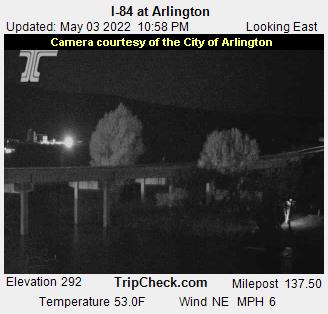 I-84 at Arlington
Updated: May 03 2022 10:58 PM Looking East
Camera courtesy of the City of Arlington
Elevation 292 TripCheck.com Milepost 137.50
Temperature 53.0F Wind NE MPH 6